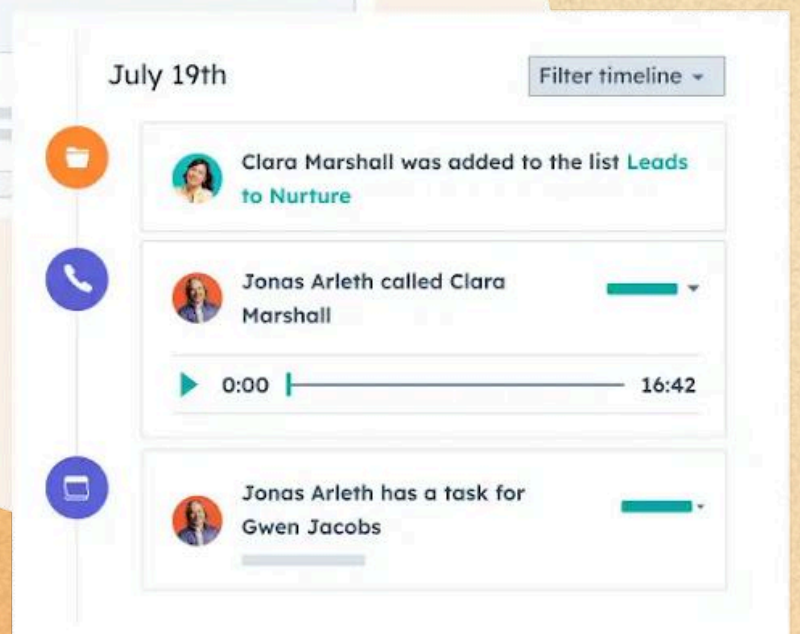 July 19th
Filter timeline
Clara Marshall was added to the list Leads
to Nurture
Jonas Arleth called Clara
Marshall
0:00
16:42
Jonas Arleth has a task for
Gwen Jacobs